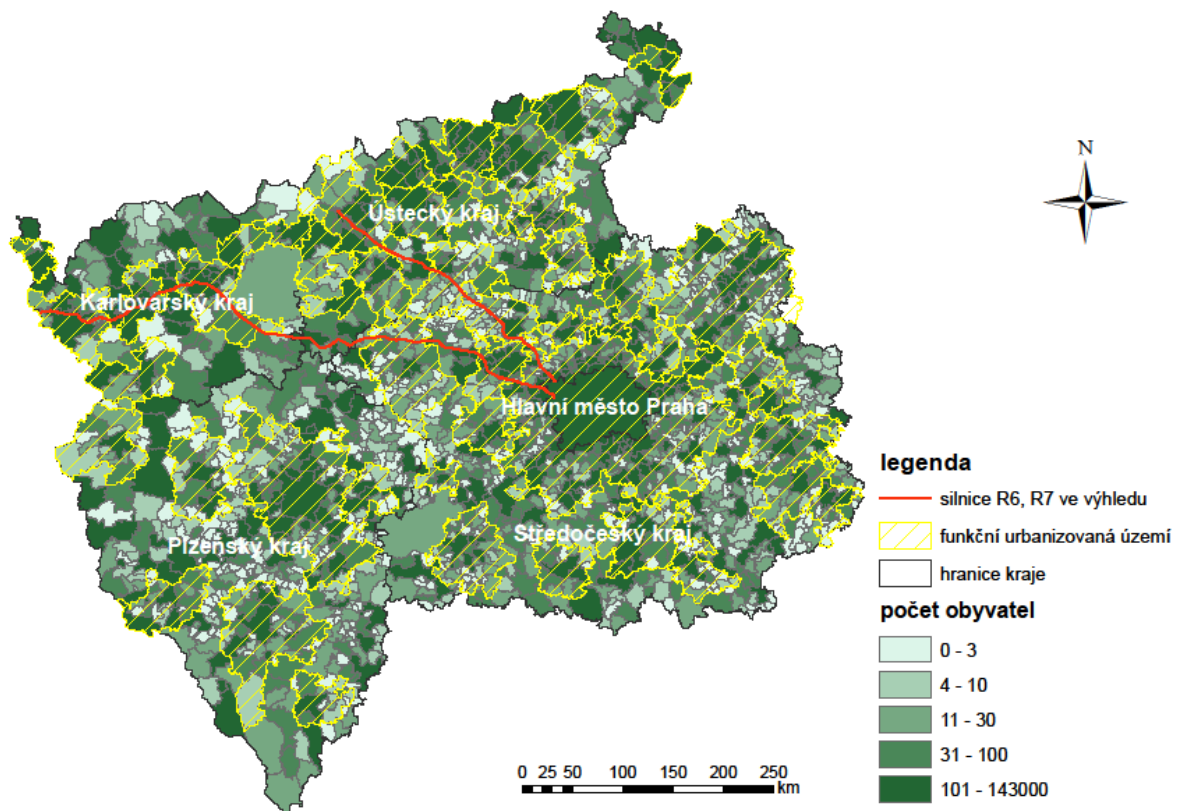 N
Ústecký kraj
Karlovarský kraj
Hlavní město Praha
Středočeský kraj
Plzeňský kraj
legenda
silnice R6, R7 ve výhledu
funkční urbanizovaná území
hranice kraje
počet obyvatel
0 - 3
4 - 10
11 - 30
31 - 100
101 - 143000
0 25 50 100 150 200 250
km